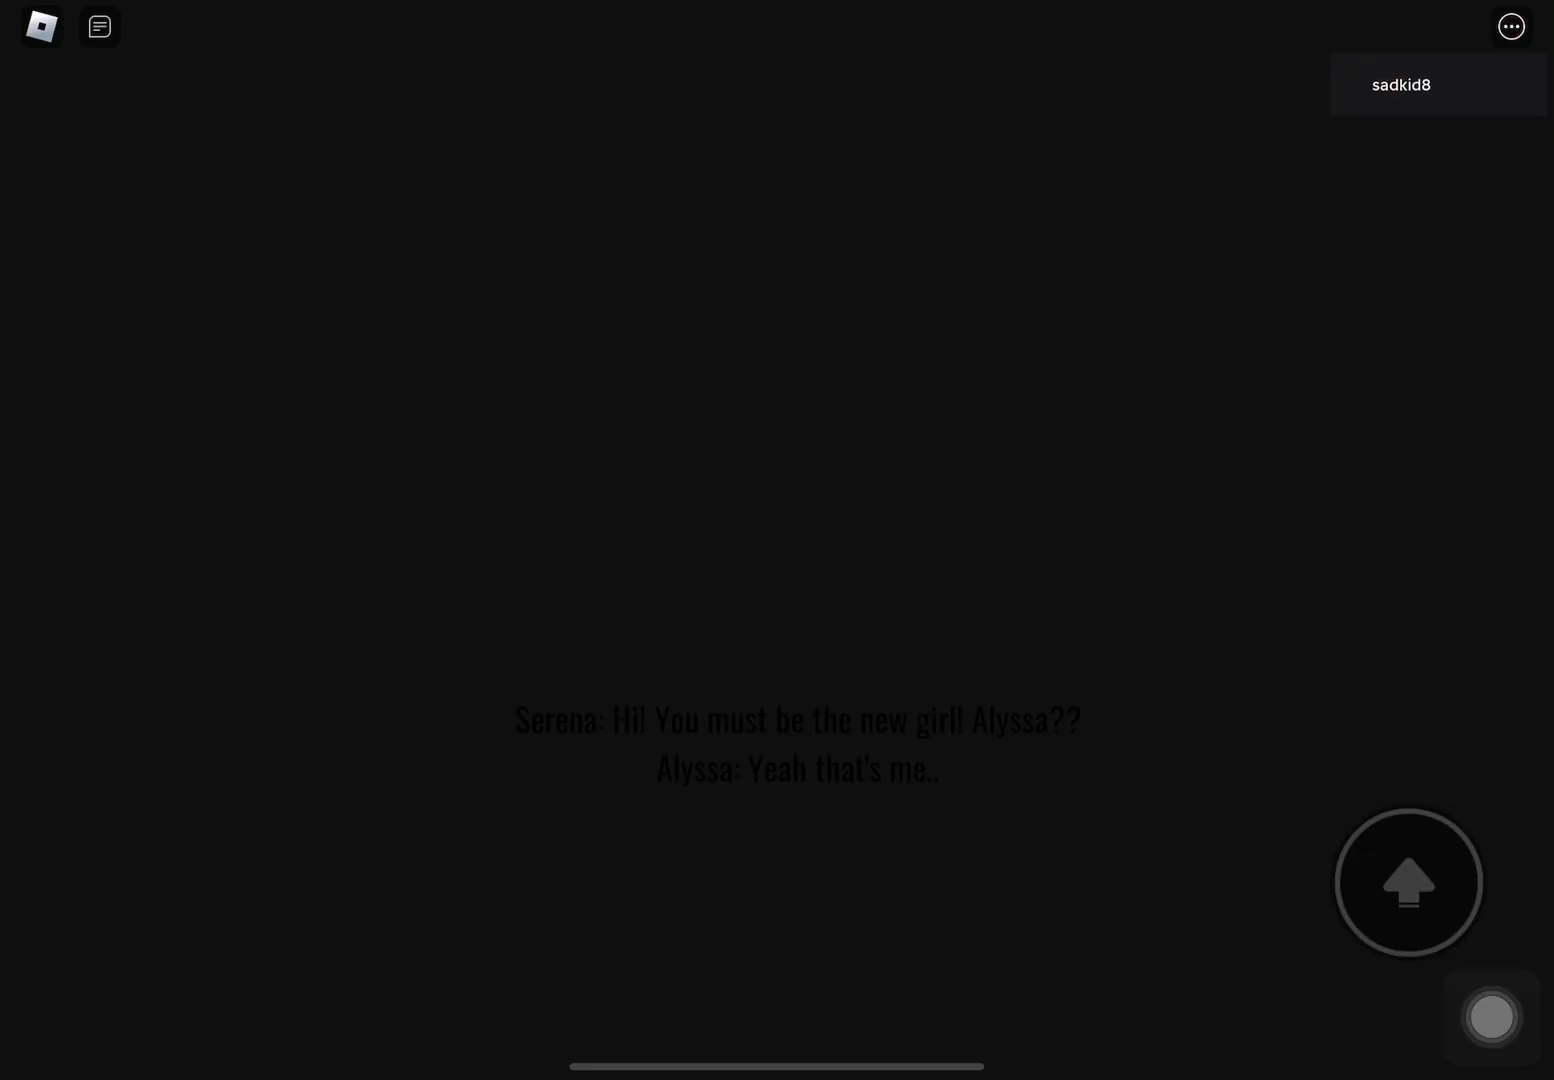 sadkid8
Serena: Hi! You must be the new girl! Alyssa??
Alyssa: Yeah that's me..